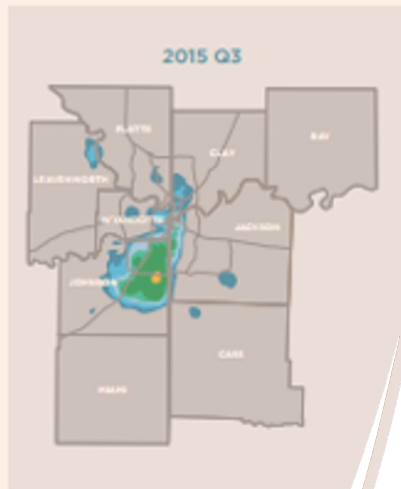 2015 Q3
PLATTE
CLAY
RAY
LEAVENWORTH
WYANDOTTE
JACKSON
JOHNSON
CASS
MIAMI